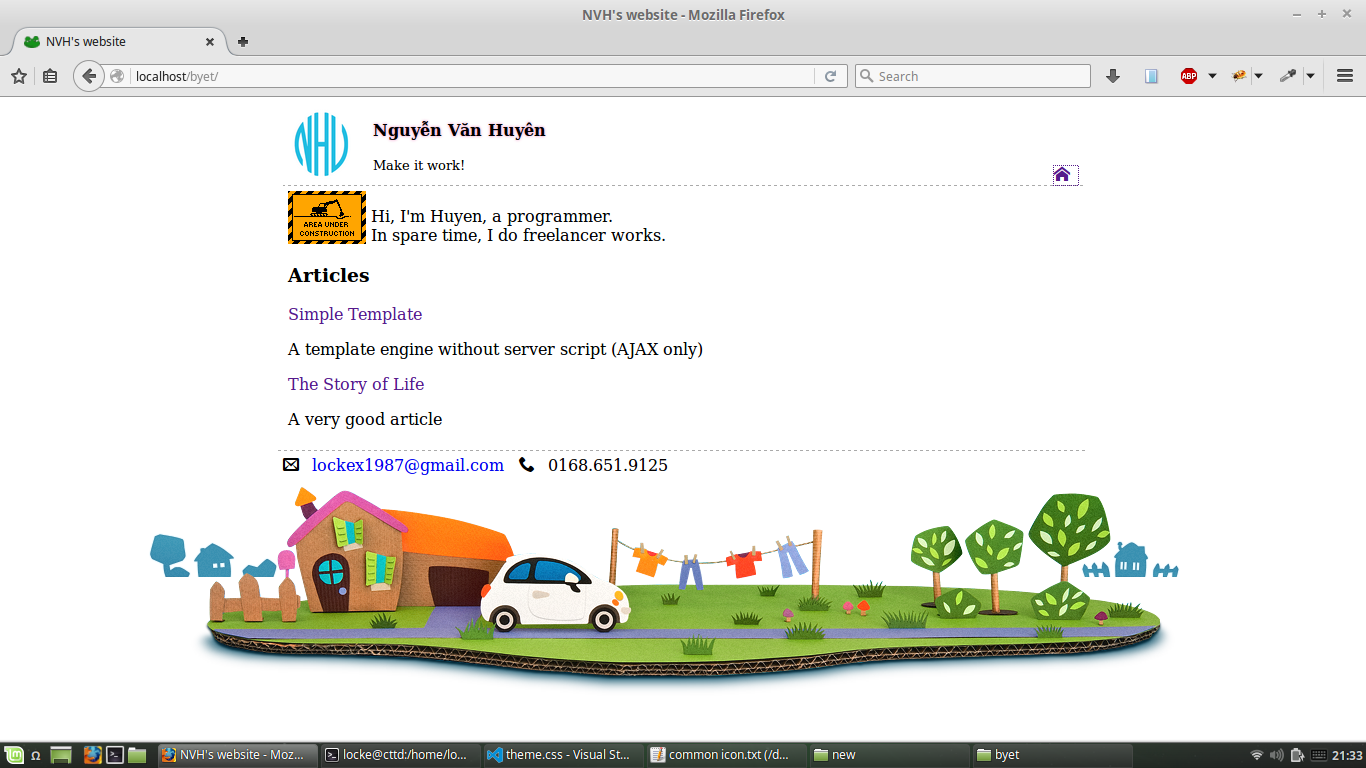 NVH's website - Mozilla Firefox
NVH's website
localhost/byet/
Search
ABP
NHV
Nguyễn Văn Huyên
Make it work!
AREA UNDER
CONSTRUCTION
Hi, I'm Huyen, a programmer.
In spare time, I do freelancer works.
Articles
Simple Template
A template engine without server script (AJAX only)
The Story of Life
A very good article
lockex1987@gmail.com 0168.651.9125
Ω NVH's website - Moz... locke@cttd:/home/lo... theme.css - Visual St... common icon.txt (/d... new byet 21:33